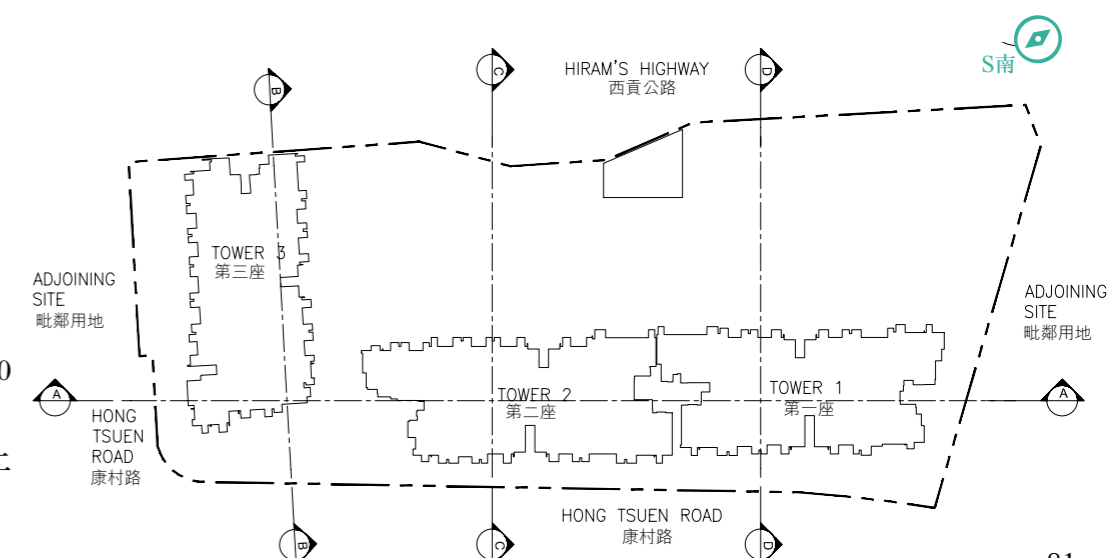 S南
B
C
HIRAM'S HIGHWAY
西貢公路
D
TOWER 3
第三座
ADJOINING
SITE
毗鄰用地
ADJOINING
SITE
毗鄰用地
0
A
TOWER 2
第二座
TOWER 1
第一座
A
HONG
TSUEN
ROAD
康村路
HONG TSUEN ROAD
康村路
B
C
D